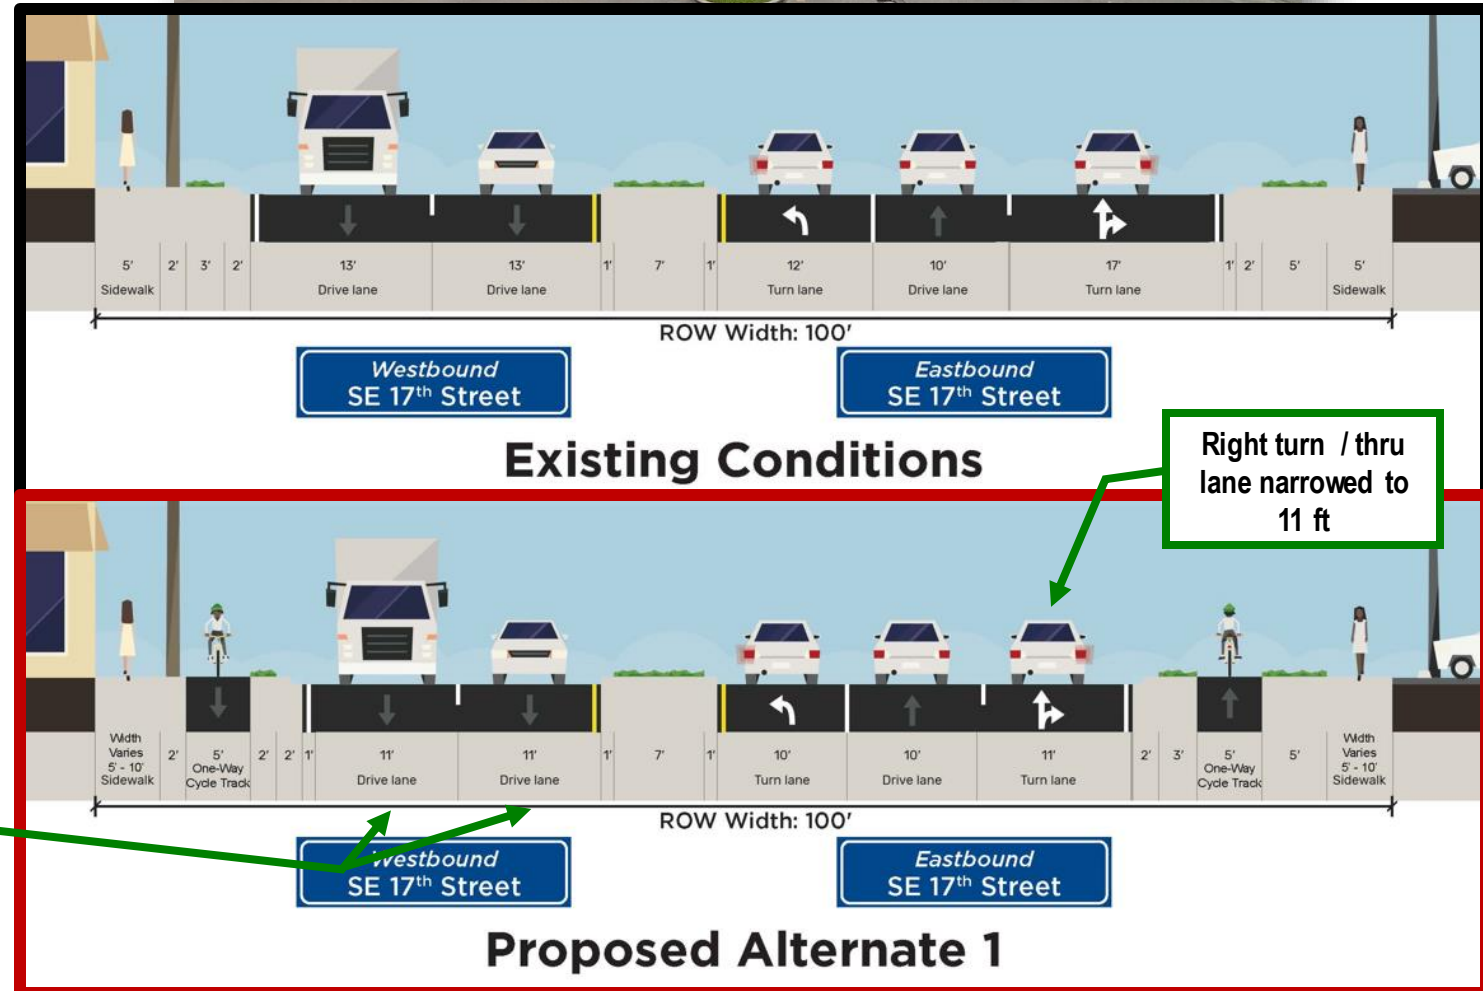 5' 2' 3' 2' 13' 13' 1' 7' 1' 12' 10' 17' 1' 2' 5' 5'
Sidewalk Drive lane Drive lane Turn lane Drive lane Turn lane Sidewalk
ROW Width: 100'
Westbound
SE 17th Street
Eastbound
SE 17th Street
Existing Conditions
Right turn / thru
lane narrowed to
11 ft
Width
Varies
5' - 10'
Sidewalk
2'
5'
One-Way
Cycle Track
2' 2' 1'
11'
Drive lane
11'
Drive lane
1' 7' 1'
10'
Turn lane
10'
Drive lane
11'
Turn lane
2' 3'
5'
One-Way
Cycle Track
5'
Width
Varies
5' - 10'
Sidewalk
ROW Width: 100'
Westbound
SE 17th Street
Eastbound
SE 17th Street
Proposed Alternate 1